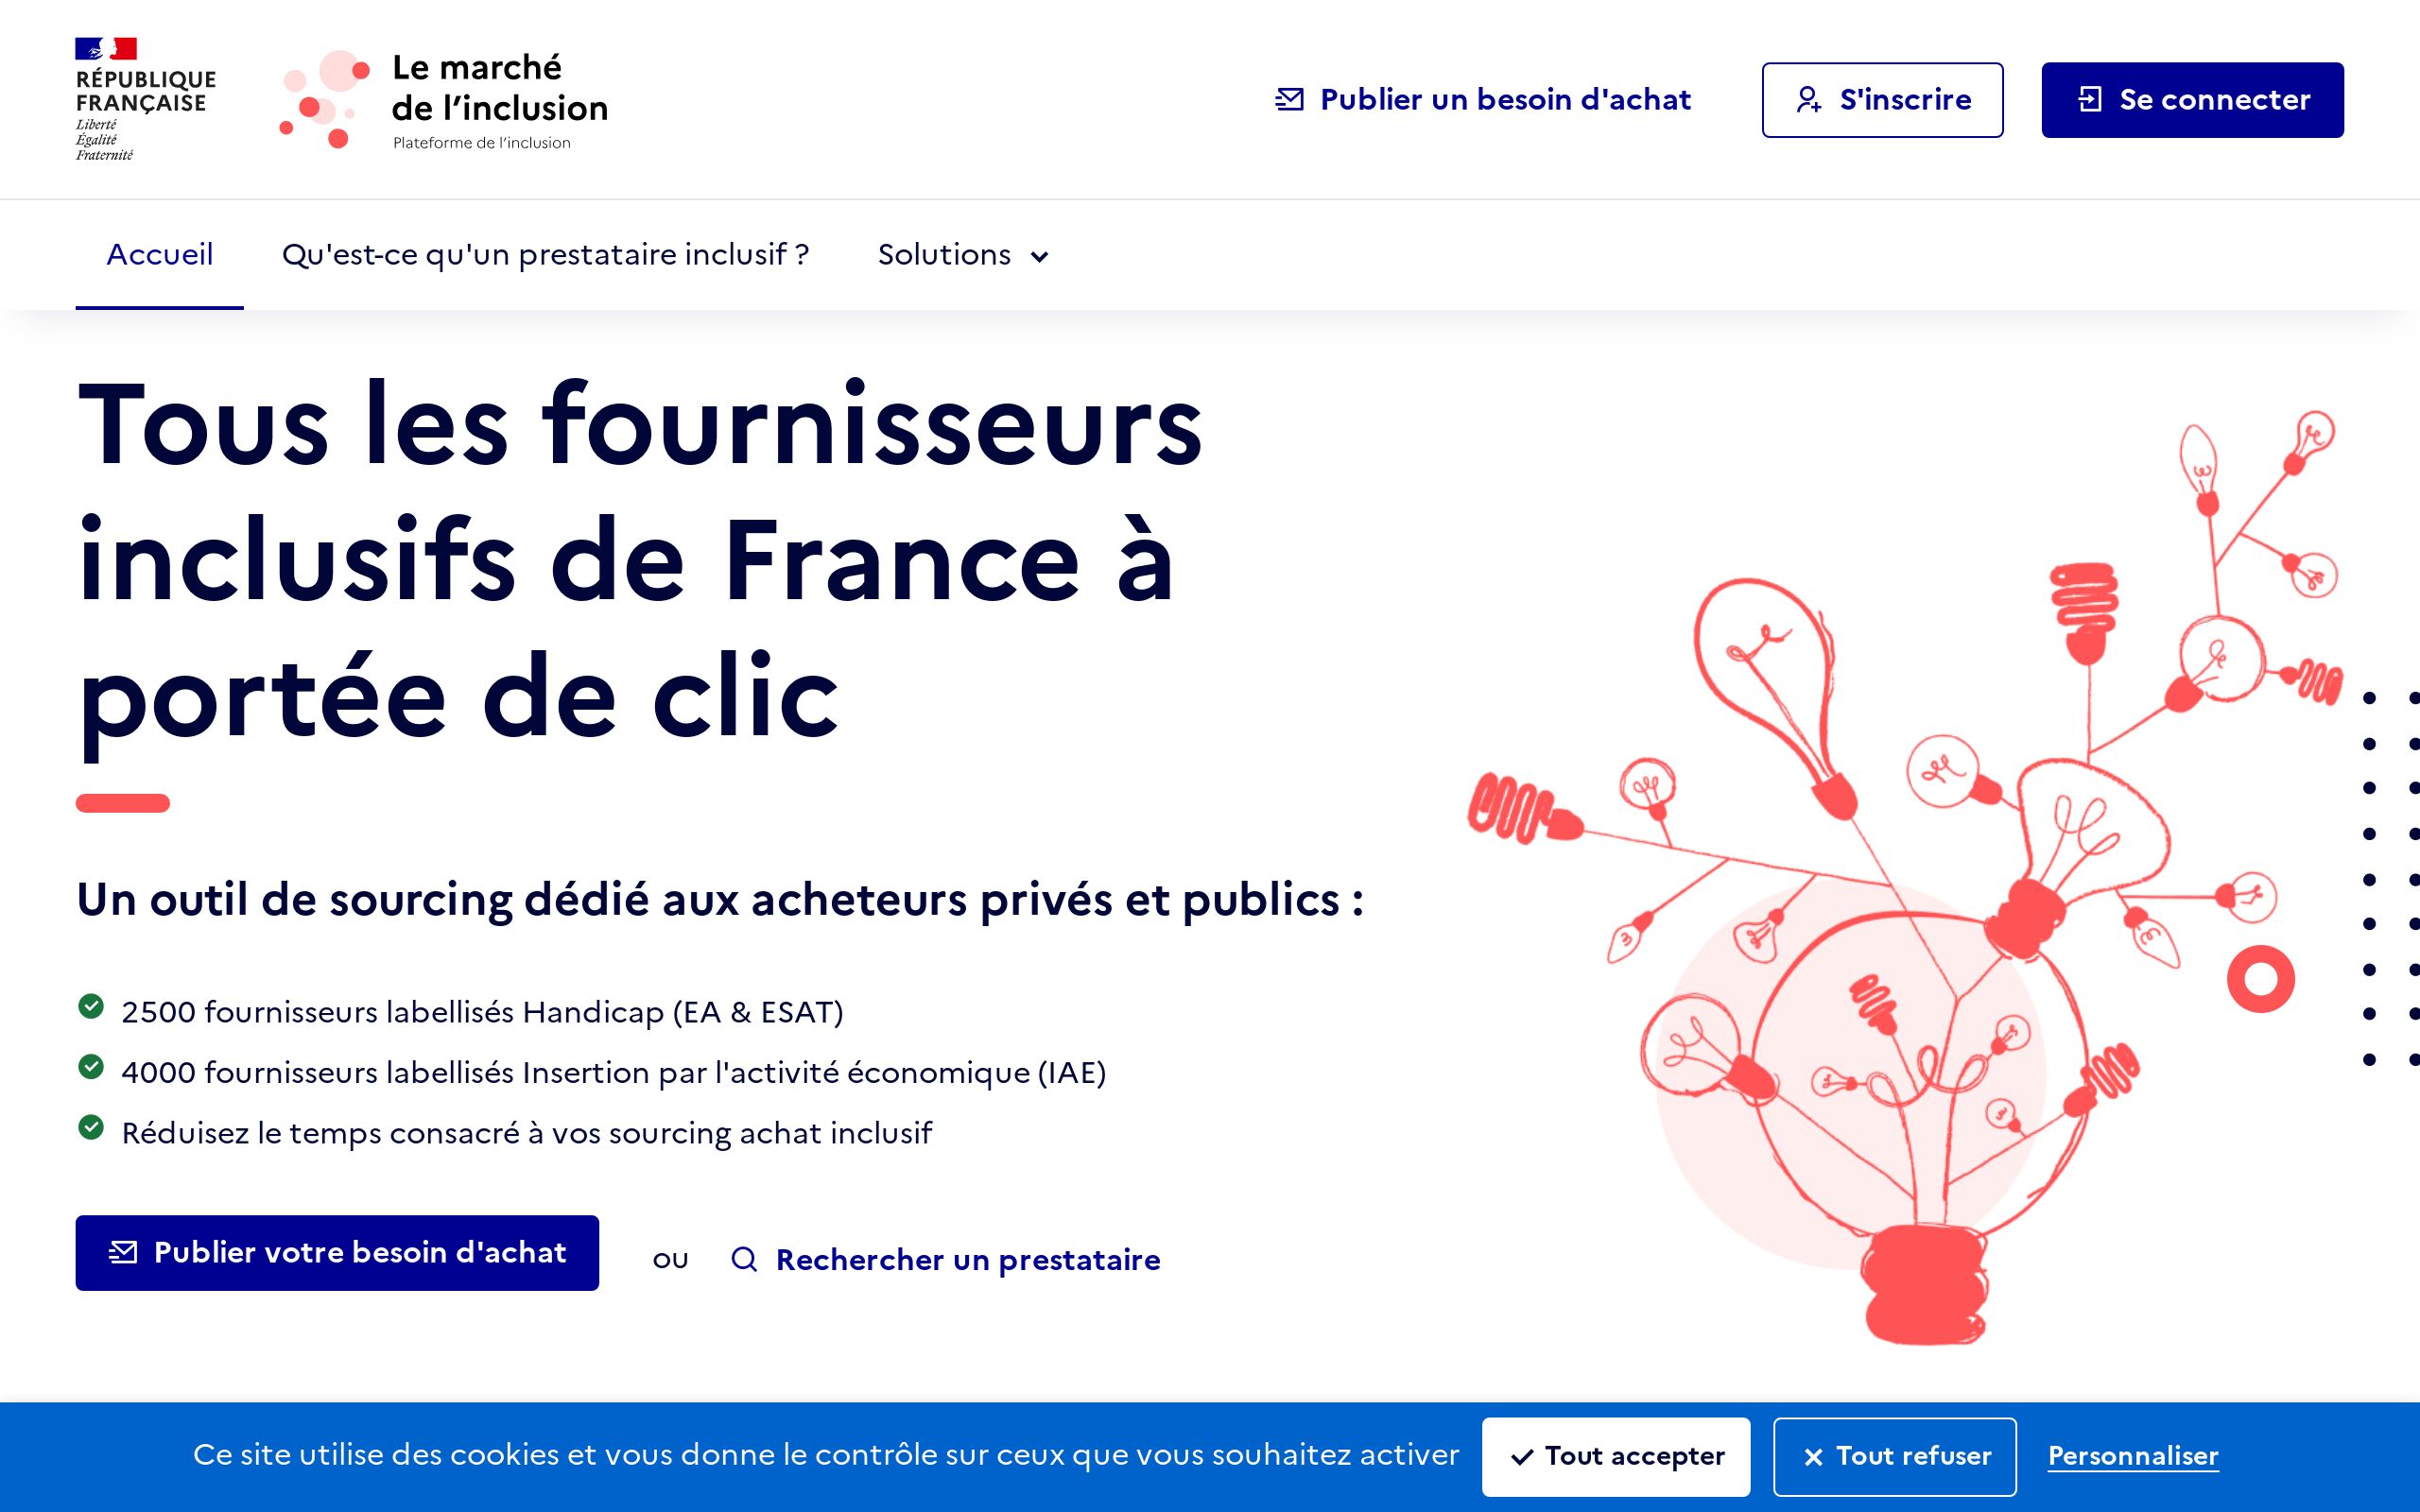 RÉPUBLIQUE
FRANÇAISE
Liberté
Égalité
Fraternité
Le marché
de l’inclusion
Plateforme de l’inclusion
Publier un besoin d'achat
S'inscrire
Se connecter
Accueil
Qu'est-ce qu'un prestataire inclusif ?
Solutions
Tous les fournisseurs
inclusifs de France à
portée de clic
Un outil de sourcing dédié aux acheteurs privés et publics :
2500 fournisseurs labellisés Handicap (EA & ESAT)
4000 fournisseurs labellisés Insertion par l'activité économique (IAE)
Réduisez le temps consacré à vos sourcing achat inclusif
Publier votre besoin d'achat
ou
Rechercher un prestataire
Ce site utilise des cookies et vous donne le contrôle sur ceux que vous souhaitez activer
Tout accepter
Tout refuser
Personnaliser